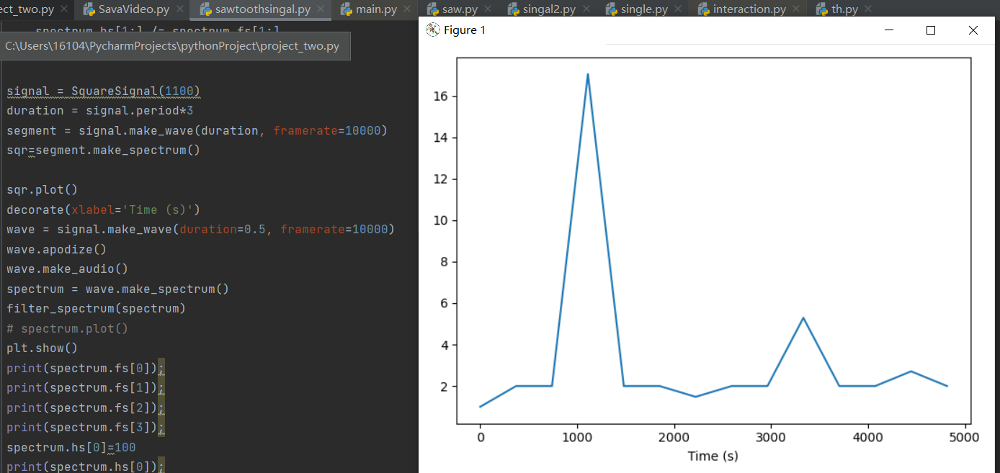 ect_two.py SavaVideo.py sawtoothsingal.py main.py saw.py singal2.py single.py interaction.py th.py
spectrum.hs[1:] /= spectrum.fs[1:]
C:\Users\16104\PycharmProjects\pythonProject\project_two.py
signal = SquareSignal(1100)
duration = signal.period*3
segment = signal.make_wave(duration, framerate=10000)
sqr=segment.make_spectrum()
sqr.plot()
decorate(xlabel='Time (s)')
wave = signal.make_wave(duration=0.5, framerate=10000)
wave.apodize()
wave.make_audio()
spectrum = wave.make_spectrum()
filter_spectrum(spectrum)
# spectrum.plot()
plt.show()
print(spectrum.fs[0]);
print(spectrum.fs[1]);
print(spectrum.fs[2]);
print(spectrum.fs[3]);
spectrum.hs[0]=100
print(spectrum.hs[0]);
Figure 1
16
14
12
10
8
6
4
2
0 1000 2000 3000 4000 5000
Time (s)